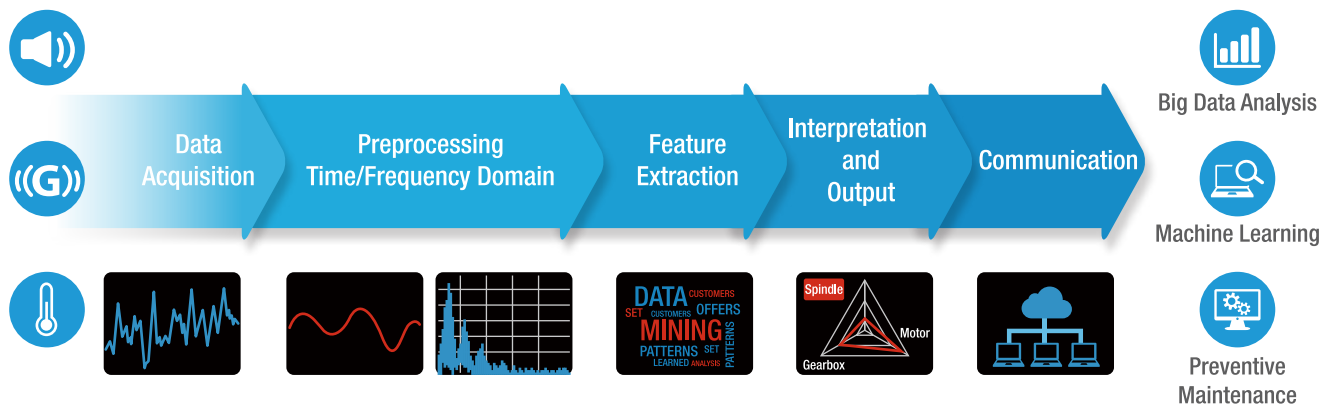 ((G))
Data
Acquisition
Preprocessing
Time/Frequency Domain
Feature
Extraction
Interpretation
and
Output
Communication
DATA CUSTOMERS
SET CUSTOMERS OFFERS
MINING
PATTERNS SET
LEARNED ANALYSIS
PATTERNS
Spindle
Motor
Gearbox
Big Data Analysis
Machine Learning
Preventive
Maintenance